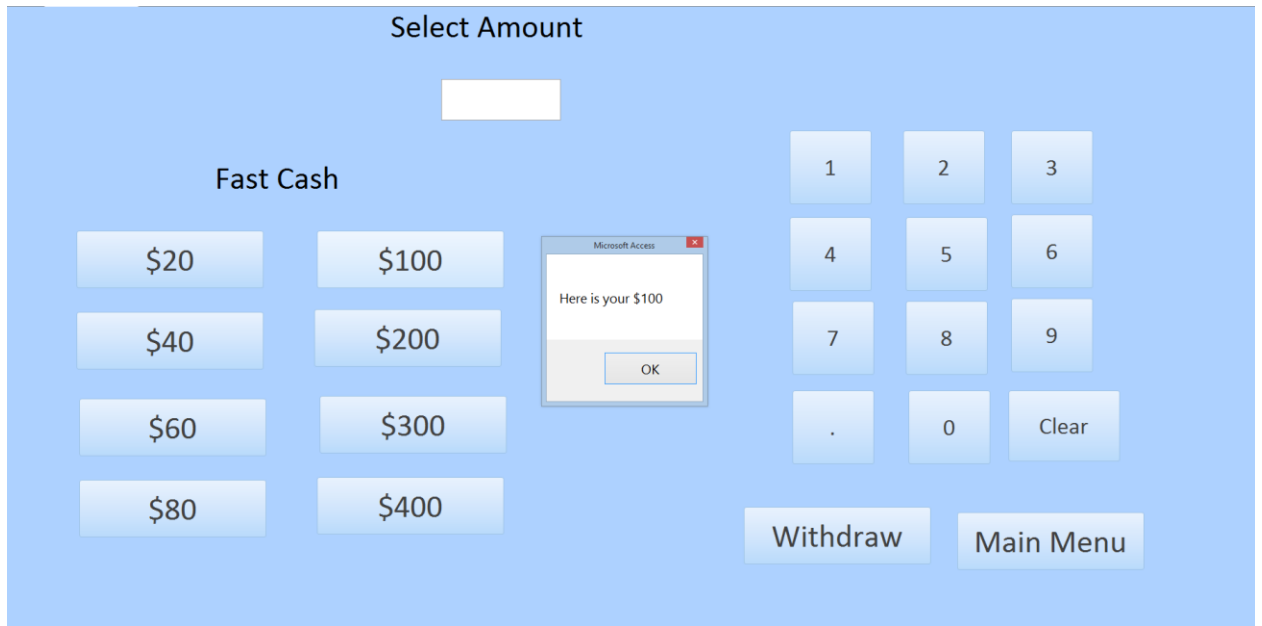 Select Amount
Fast Cash
$20
$100
$40
$200
$60
$300
$80
$400
Microsoft Access
Here is your $100
OK
1
2
3
4
5
6
7
8
9
.
0
Clear
Withdraw
Main Menu